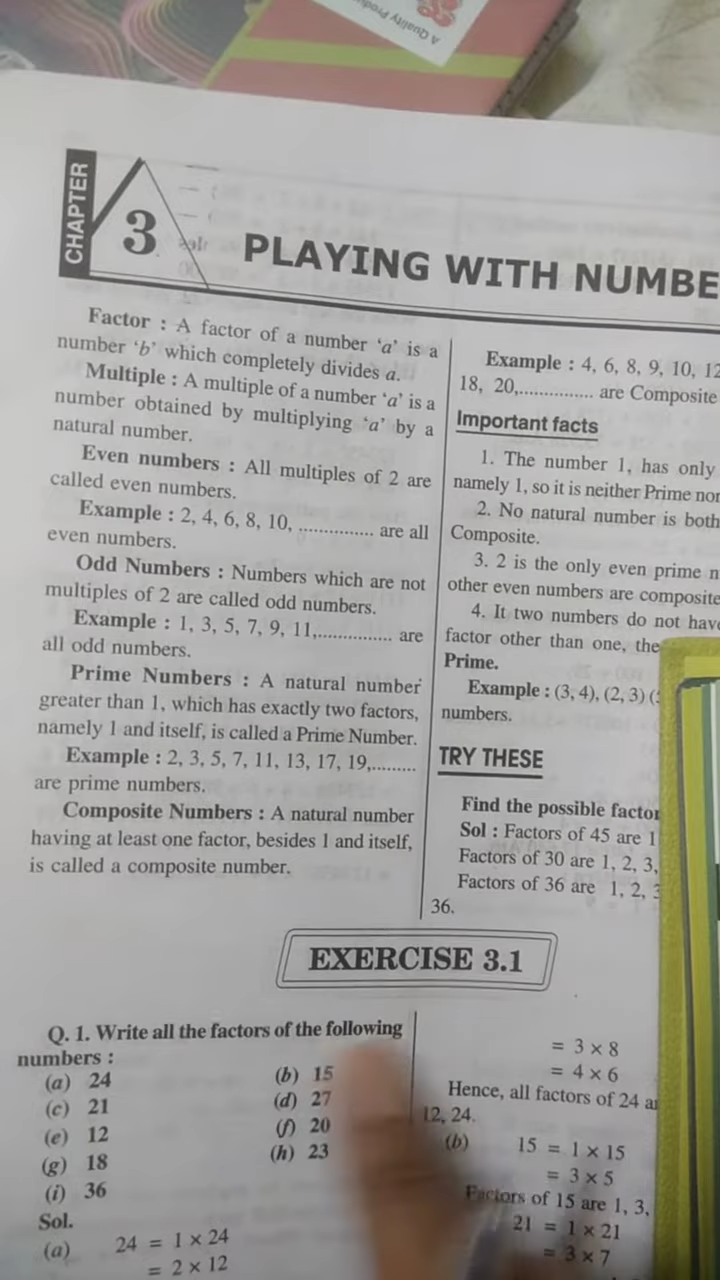 A Quality Produ
CHAPTER
3
PLAYING WITH NUMBE
Factor : A factor of a number ‘a’ is a
number ‘b’ which completely divides a.
Multiple : A multiple of a number ‘a’ is a
number obtained by multiplying ‘a’ by a
natural number.
Even numbers : All multiples of 2 are
called even numbers.
Example : 2, 4, 6, 8, 10, ............... are all
even numbers.
Odd Numbers : Numbers which are not
multiples of 2 are called odd numbers.
Example : 1, 3, 5, 7, 9, 11,............... are
all odd numbers.
Prime Numbers : A natural number
greater than 1, which has exactly two factors,
namely 1 and itself, is called a Prime Number.
Example : 2, 3, 5, 7, 11, 13, 17, 19,.........
are prime numbers.
Composite Numbers : A natural number
having at least one factor, besides 1 and itself,
is called a composite number.
Example : 4, 6, 8, 9, 10, 12
18, 20,............... are Composite
Important facts
1. The number 1, has only
namely 1, so it is neither Prime nor
2. No natural number is both
Composite.
3. 2 is the only even prime n
other even numbers are composite
4. It two numbers do not have
factor other than one, the
Prime.
Example : (3, 4), (2, 3) (
numbers.
TRY THESE
Find the possible factor
Sol : Factors of 45 are 1
Factors of 30 are 1, 2, 3,
Factors of 36 are 1, 2, 3
36.
EXERCISE 3.1
Q. 1. Write all the factors of the following
numbers :
(a) 24 (b) 15
(c) 21 (d) 27
(e) 12 (f) 20
(g) 18 (h) 23
(i) 36
Sol.
(a) 24 = 1 × 24
= 2 × 12
= 3 × 8
= 4 × 6
Hence, all factors of 24 a
12, 24.
(b) 15 = 1 × 15
= 3 × 5
Factors of 15 are 1, 3,
21 = 1 × 21
= 3 × 7